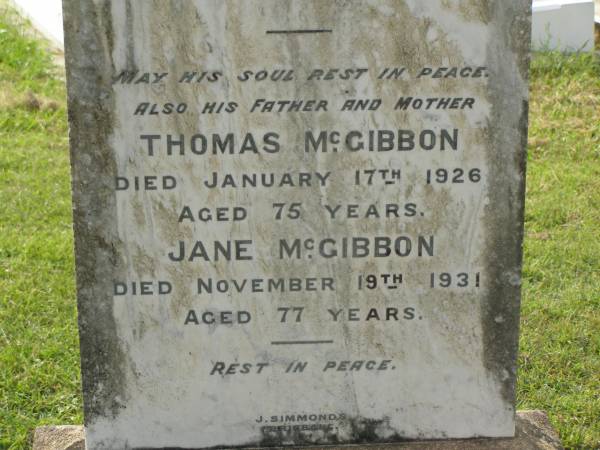 MAY HIS SOUL REST IN PEACE.
ALSO HIS FATHER AND MOTHER
THOMAS McGIBBON
DIED JANUARY 17TH 1926
AGED 75 YEARS.
JANE McGIBBON
DIED NOVEMBER 19TH 1931
AGED 77 YEARS.
REST IN PEACE.
J. SIMMONDS
BRISBANE.